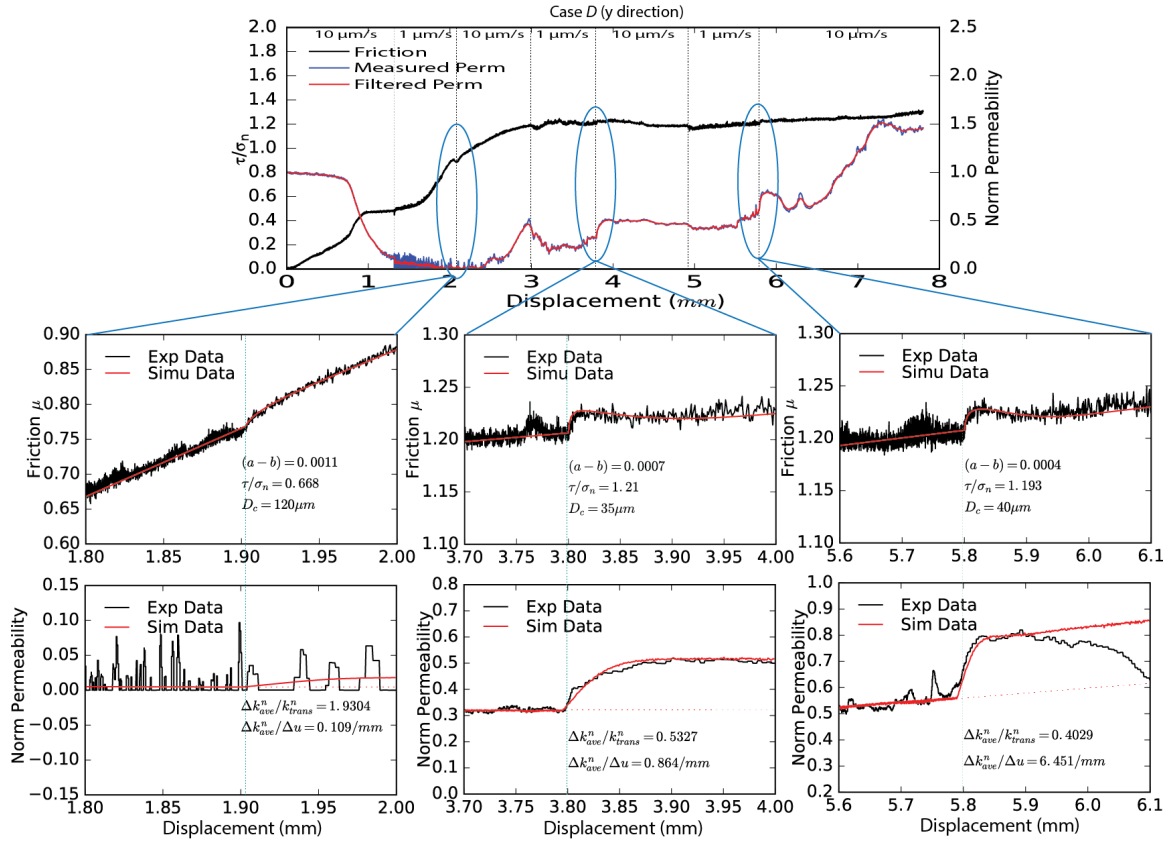 Case D (y direction)
10 μm/s 1 μm/s 10 μm/s 1 μm/s 10 μm/s 1 μm/s 10 μm/s
Friction
Measured Perm
Filtered Perm
τ/σn
2.0
1.8
1.6
1.4
1.2
1.0
0.8
0.6
0.4
0.2
0.0
Norm Permeability
2.5
2.0
1.5
1.0
0.5
0.0
0 1 2 3 4 5 6 7 8
Displacement (mm)
Friction μ
0.90
0.85
0.80
0.75
0.70
0.65
0.60
Exp Data
Simu Data
(a − b) = 0.0011
τ/σn = 0.668
Dc = 120μm
1.80 1.85 1.90 1.95 2.00
Friction μ
1.30
1.25
1.20
1.15
1.10
Exp Data
Simu Data
(a − b) = 0.0007
τ/σn = 1.21
Dc = 35μm
3.70 3.75 3.80 3.85 3.90 3.95 4.00
Friction μ
1.30
1.25
1.20
1.15
1.10
Exp Data
Simu Data
(a − b) = 0.0004
τ/σn = 1.193
Dc = 40μm
5.6 5.7 5.8 5.9 6.0 6.1
Norm Permeability
0.15
0.10
0.05
0.00
−0.05
−0.10
−0.15
Exp Data
Sim Data
Δkⁿave/kⁿtrans = 1.9304
Δkⁿave/Δu = 0.109/mm
1.80 1.85 1.90 1.95 2.00
Displacement (mm)
Norm Permeability
0.8
0.7
0.6
0.5
0.4
0.3
0.2
0.1
0.0
Exp Data
Sim Data
Δkⁿave/kⁿtrans = 0.5327
Δkⁿave/Δu = 0.864/mm
3.70 3.75 3.80 3.85 3.90 3.95 4.00
Displacement (mm)
Norm Permeability
1.0
0.9
0.8
0.7
0.6
0.5
0.4
0.3
0.2
Exp Data
Sim Data
Δkⁿave/kⁿtrans = 0.4029
Δkⁿave/Δu = 6.451/mm
5.6 5.7 5.8 5.9 6.0 6.1
Displacement (mm)